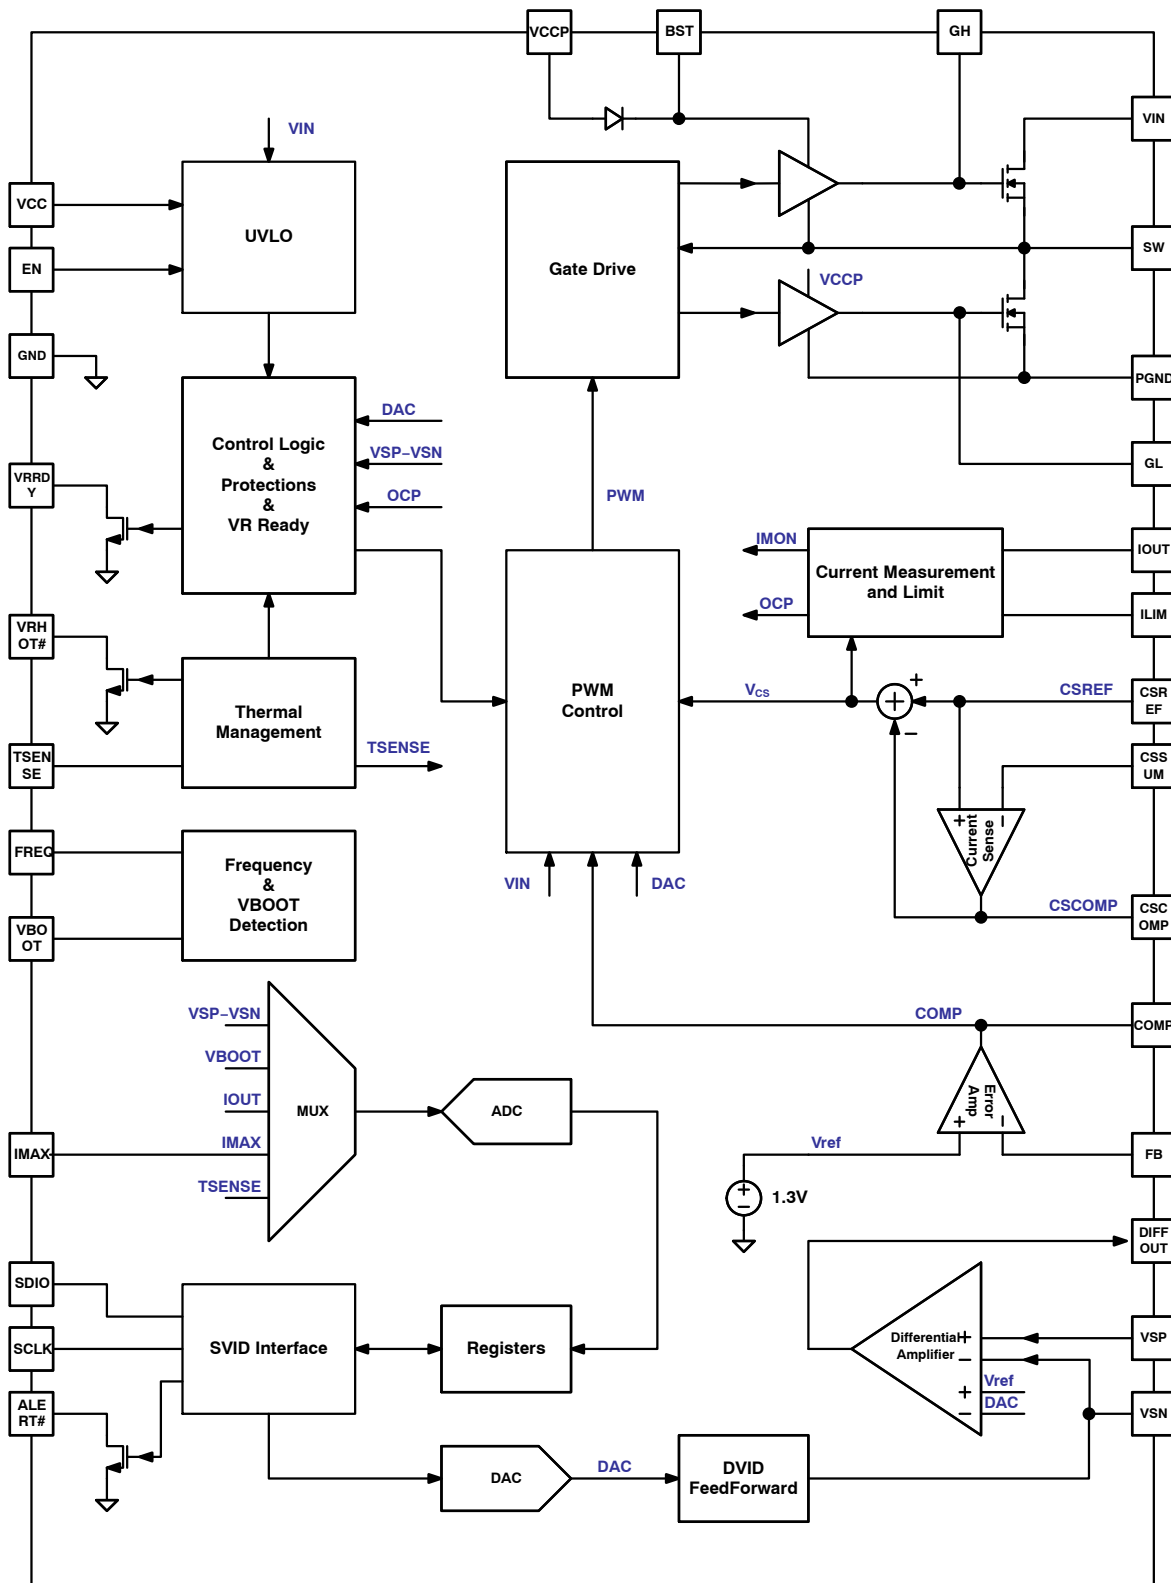 VCCP
BST
GH
VIN
VIN
VCC
UVLO
EN
Gate Drive
SW
VCCP
GND
PGND
DAC
Control Logic
&
Protections
&
VR Ready
VSP–VSN
OCP
VRRD
Y
GL
PWM
IMON
OCP
Current Measurement
and Limit
IOUT
ILIM
VRH
OT#
Thermal
Management
TSENSE
TSEN
SE
PWM
Control
VCS
+
–
CSREF
CSR
EF
CSS
UM
+
–
Current
Sense
CSCOMP
CSC
OMP
FREQ
Frequency
&
VBOOT
Detection
VBO
OT
VIN
DAC
VSP–VSN
VBOOT
IOUT
IMAX
TSENSE
MUX
ADC
IMAX
COMP
COMP
Error
Amp
+
–
FB
Vref
+
–
1.3V
DIFF
OUT
SDIO
SCLK
ALE
RT#
SVID Interface
Registers
Differential
Amplifier
+
–
+
–
Vref
DAC
VSP
VSN
DAC
DAC
DVID
FeedForward